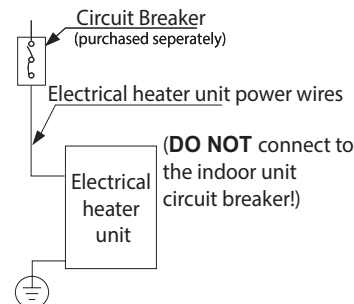 Circuit Breaker
(purchased seperately)
Electrical heater unit power wires
(DO NOT connect to
the indoor unit
circuit breaker!)
Electrical
heater
unit